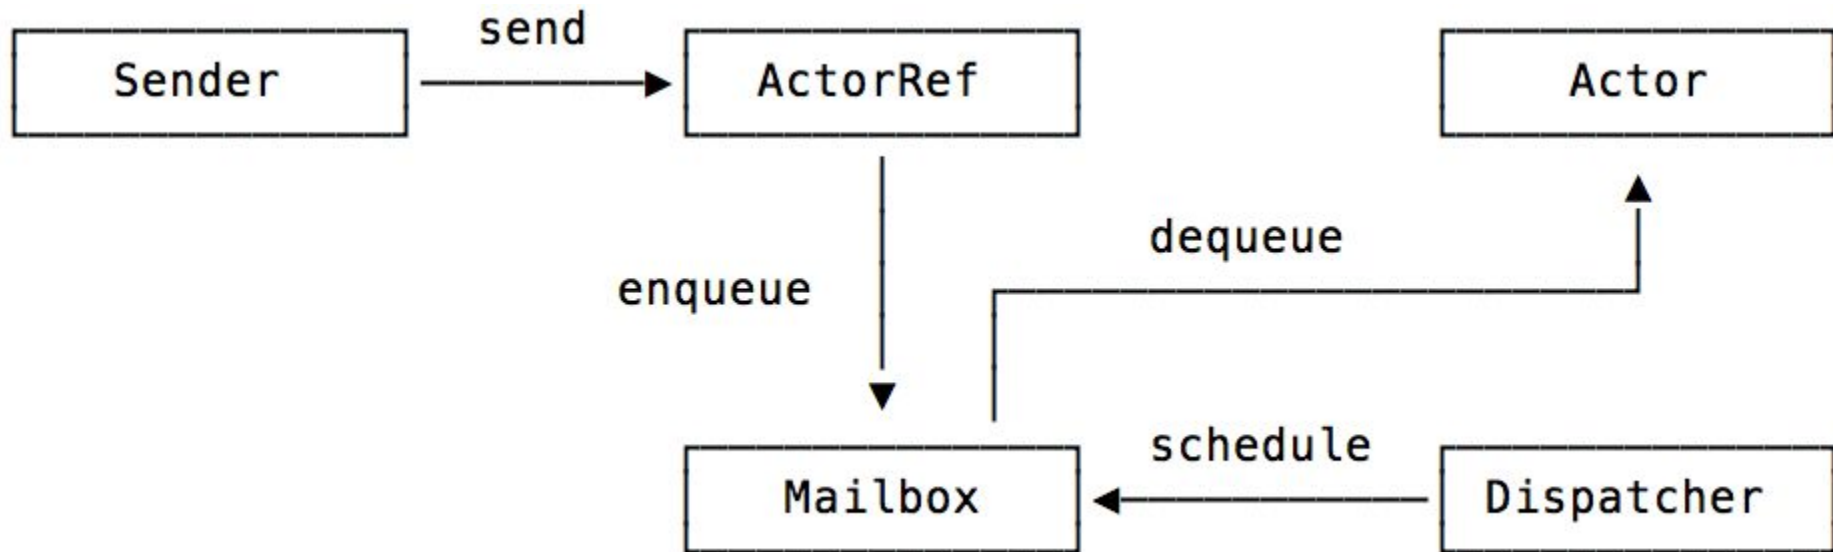 send
Sender
ActorRef
Actor
dequeue
enqueue
schedule
Mailbox
Dispatcher